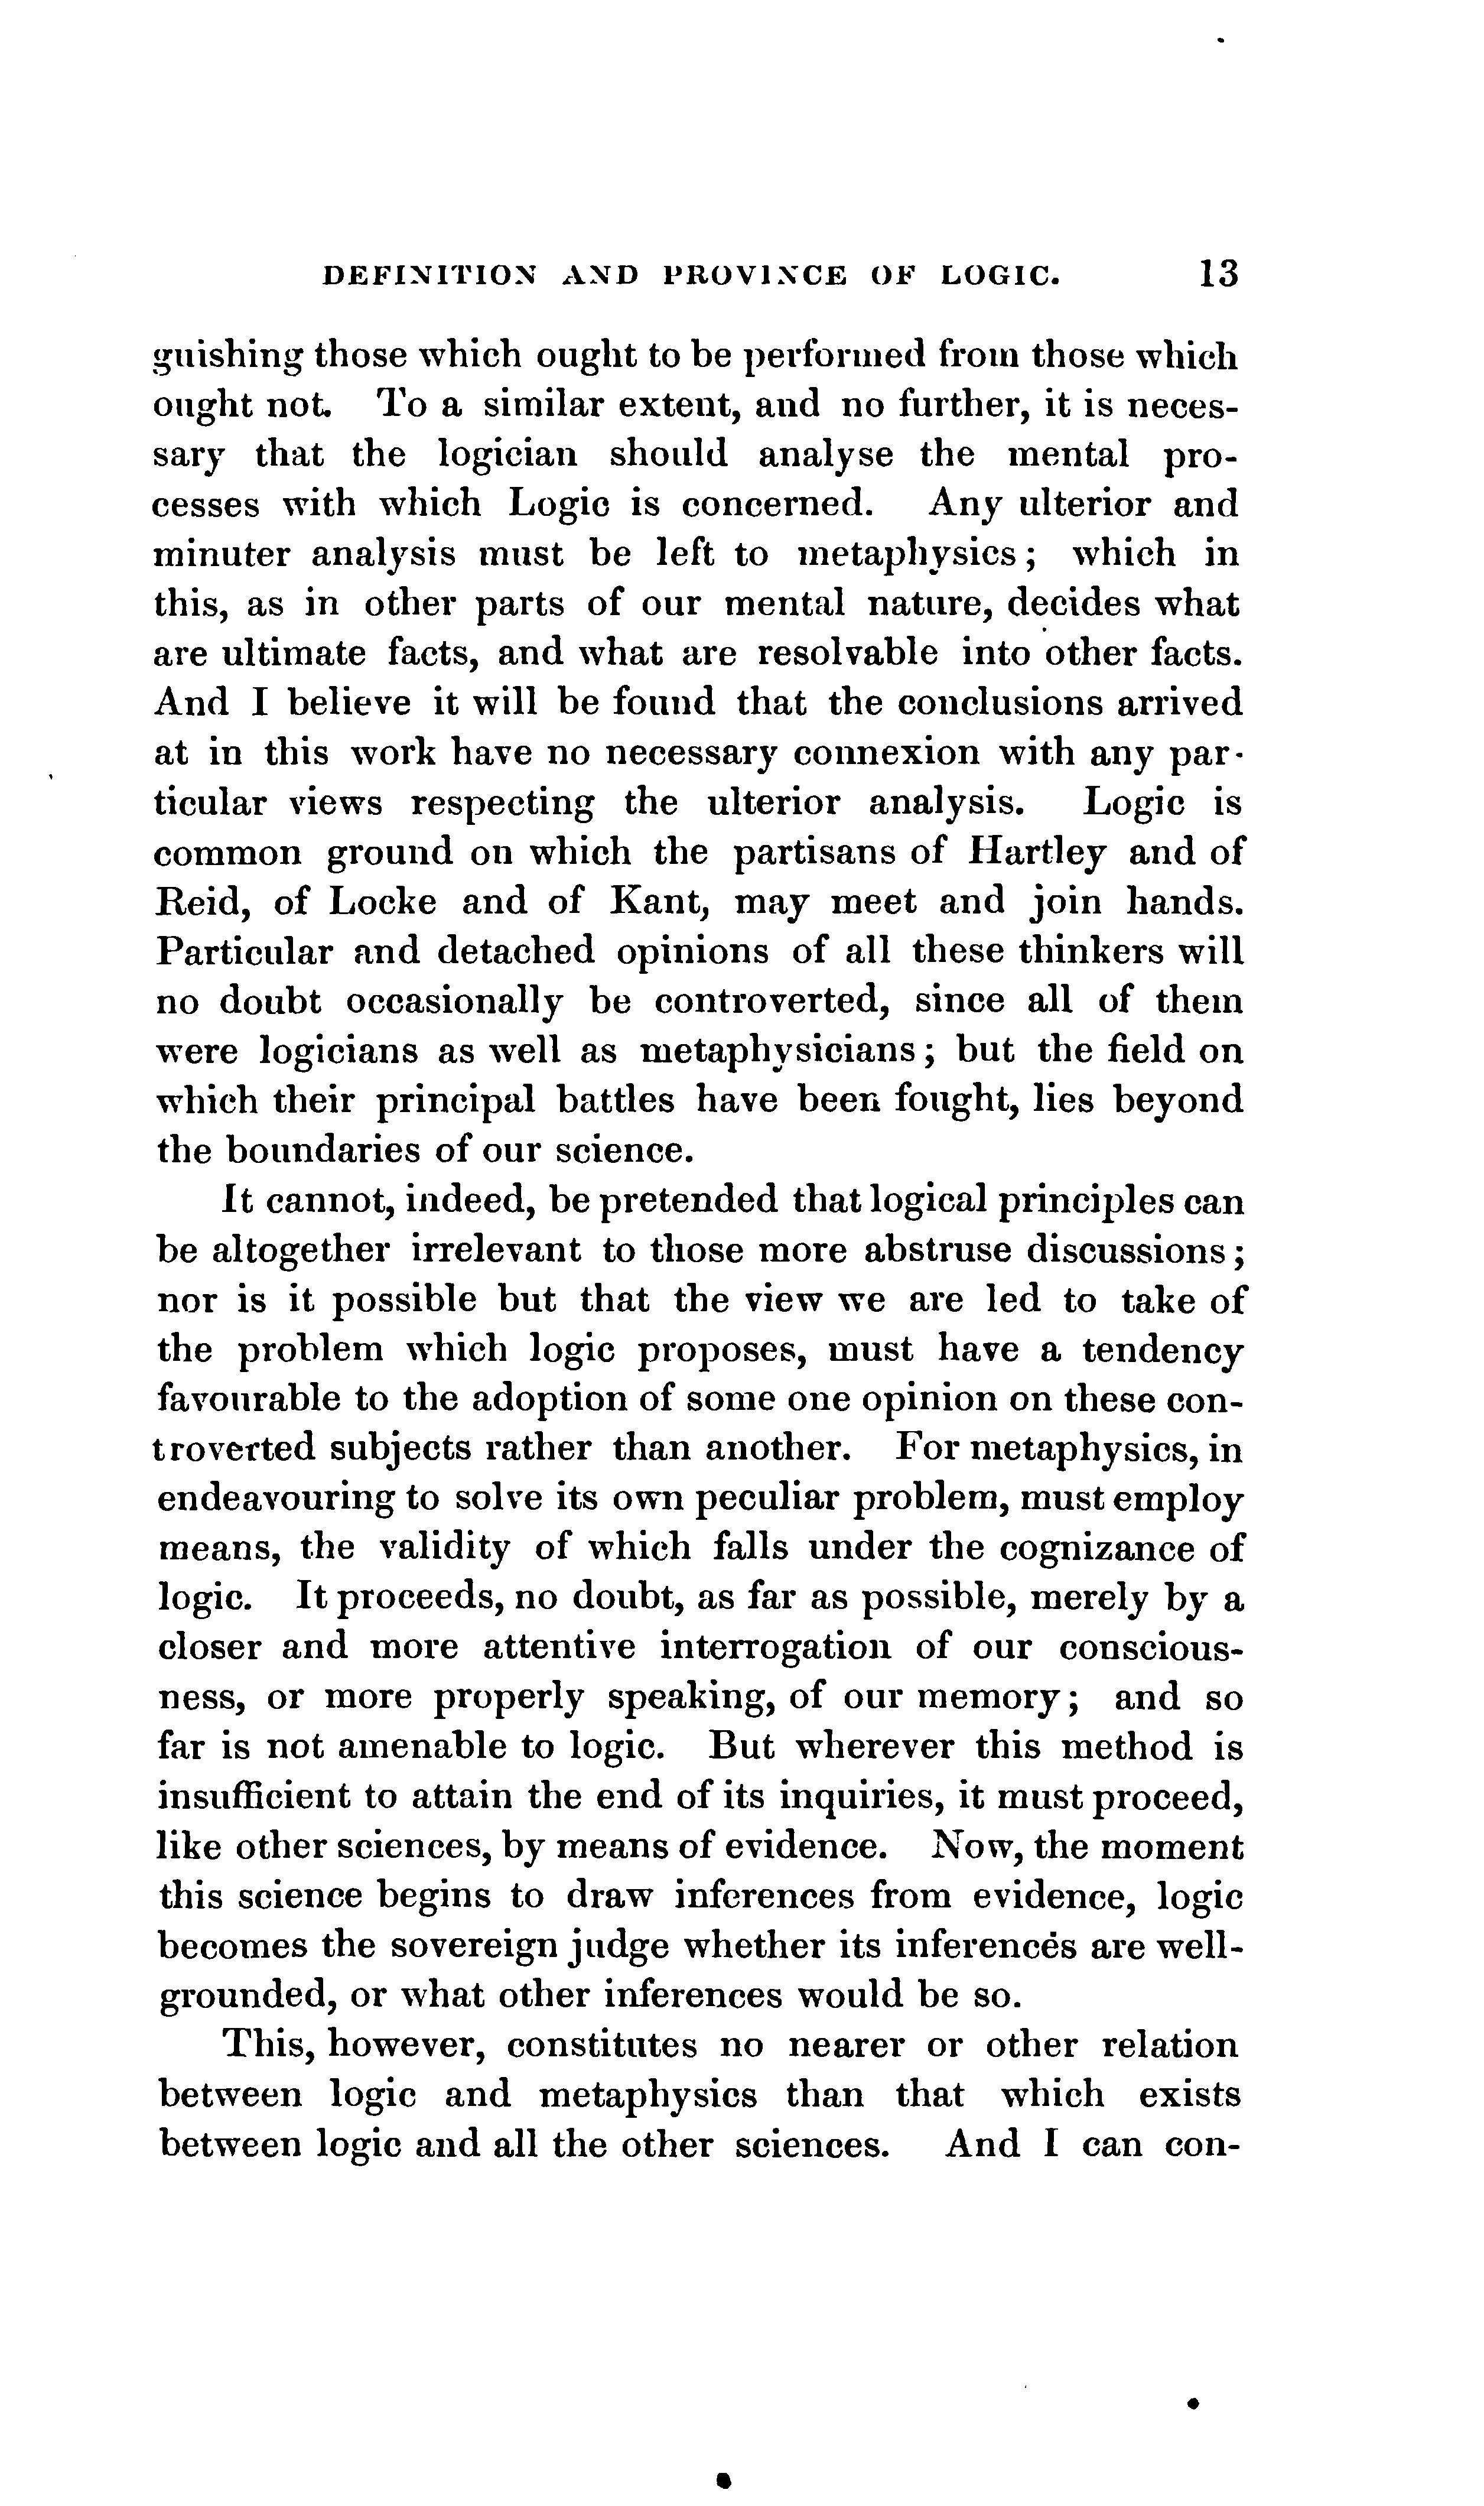 DEFINITION AND PROVINCE OF LOGIC. 13
guishing those which ought to be performed from those which
ought not. To a similar extent, and no further, it is neces-
sary that the logician should analyse the mental pro-
cesses with which Logic is concerned. Any ulterior and
minuter analysis must be left to metaphysics; which in
this, as in other parts of our mental nature, decides what
are ultimate facts, and what are resolvable into other facts.
And I believe it will be found that the conclusions arrived
at in this work have no necessary connexion with any par-
ticular views respecting the ulterior analysis. Logic is
common ground on which the partisans of Hartley and of
Reid, of Locke and of Kant, may meet and join hands.
Particular and detached opinions of all these thinkers will
no doubt occasionally be controverted, since all of them
were logicians as well as metaphysicians; but the field on
which their principal battles have been fought, lies beyond
the boundaries of our science.
It cannot, indeed, be pretended that logical principles can
be altogether irrelevant to those more abstruse discussions;
nor is it possible but that the view we are led to take of
the problem which logic proposes, must have a tendency
favourable to the adoption of some one opinion on these con-
troverted subjects rather than another. For metaphysics, in
endeavouring to solve its own peculiar problem, must employ
means, the validity of which falls under the cognizance of
logic. It proceeds, no doubt, as far as possible, merely by a
closer and more attentive interrogation of our conscious-
ness, or more properly speaking, of our memory; and so
far is not amenable to logic. But wherever this method is
insufficient to attain the end of its inquiries, it must proceed,
like other sciences, by means of evidence. Now, the moment
this science begins to draw inferences from evidence, logic
becomes the sovereign judge whether its inferences are well-
grounded, or what other inferences would be so.
This, however, constitutes no nearer or other relation
between logic and metaphysics than that which exists
between logic and all the other sciences. And I can con-